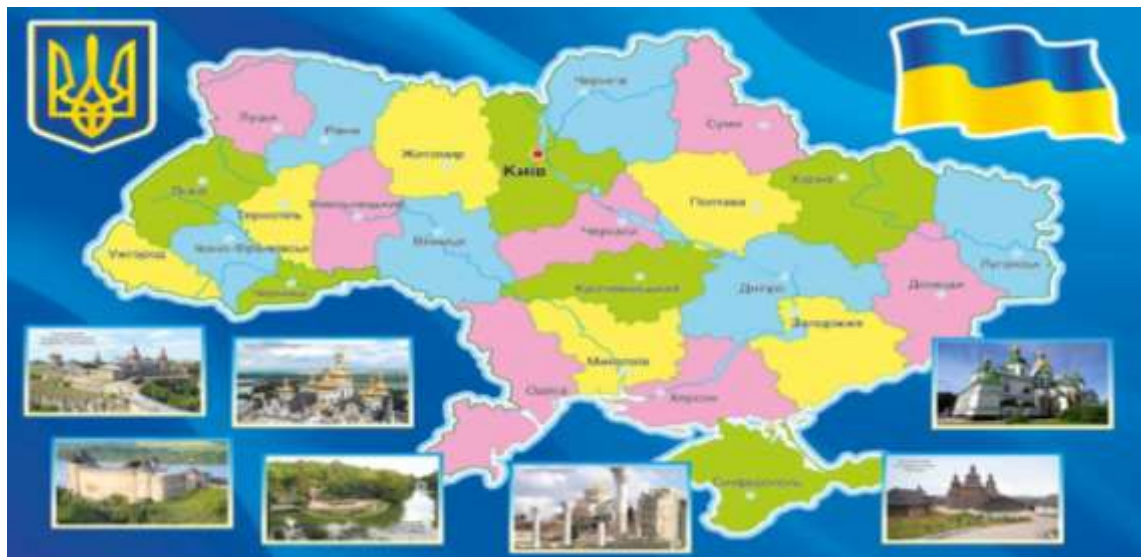 Луцьк
Рівне
Житомир
Київ
Чернігів
Суми
Львів
Тернопіль
Хмельницький
Вінниця
Черкаси
Полтава
Харків
Ужгород
Івано-Франківськ
Чернівці
Кропивницький
Дніпро
Донецьк
Луганськ
Запоріжжя
Миколаїв
Одеса
Херсон
Сімферополь